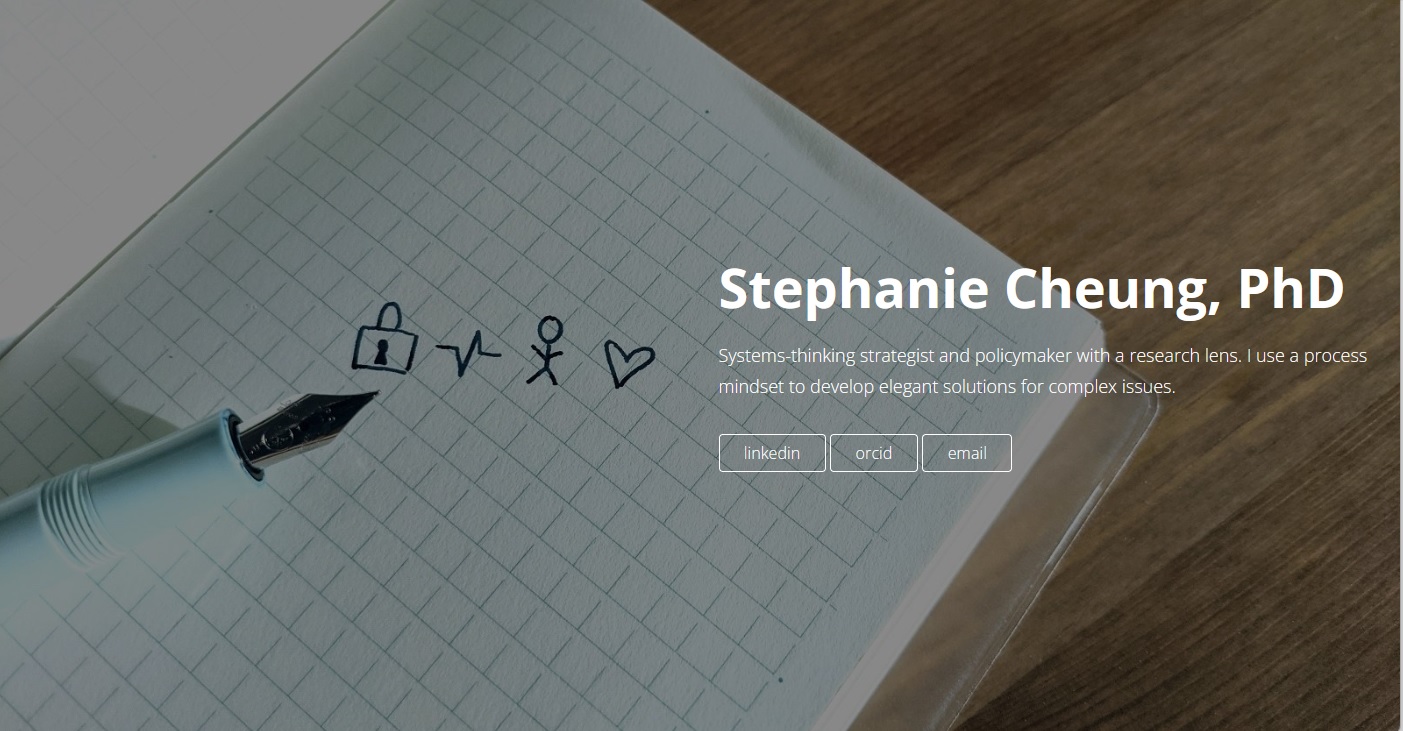 Stephanie Cheung, PhD
Systems-thinking strategist and policymaker with a research lens. I use a process
mindset to develop elegant solutions for complex issues.
linkedin orcid email